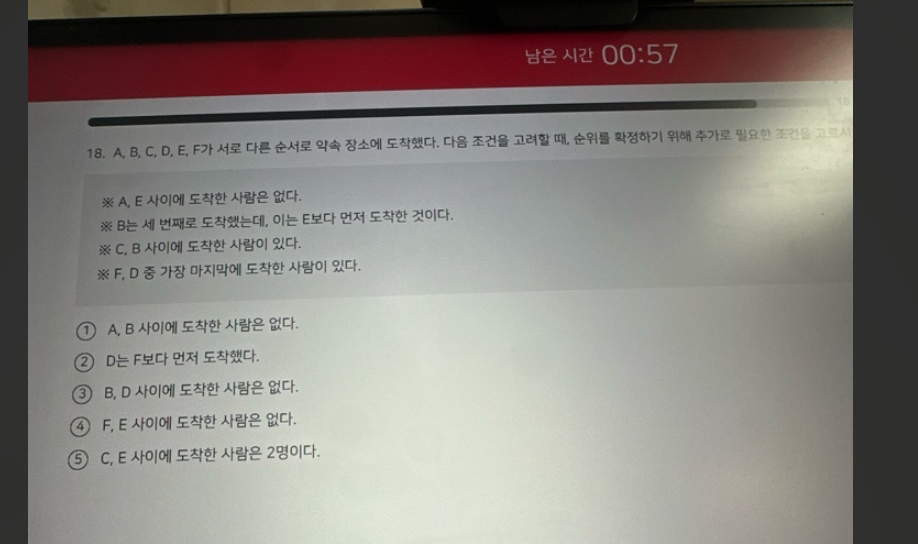 남은 시간 00:57
18
18. A, B, C, D, E, F가 서로 다른 순서로 약속 장소에 도착했다. 다음 조건을 고려할 때, 순위를 확정하기 위해 추가로 필요한 조건을 고르시
※ A, E 사이에 도착한 사람은 없다.
※ B는 세 번째로 도착했는데, 이는 E보다 먼저 도착한 것이다.
※ C, B 사이에 도착한 사람이 있다.
※ F, D 중 가장 마지막에 도착한 사람이 있다.
① A, B 사이에 도착한 사람은 없다.
② D는 F보다 먼저 도착했다.
③ B, D 사이에 도착한 사람은 없다.
④ F, E 사이에 도착한 사람은 없다.
⑤ C, E 사이에 도착한 사람은 2명이다.